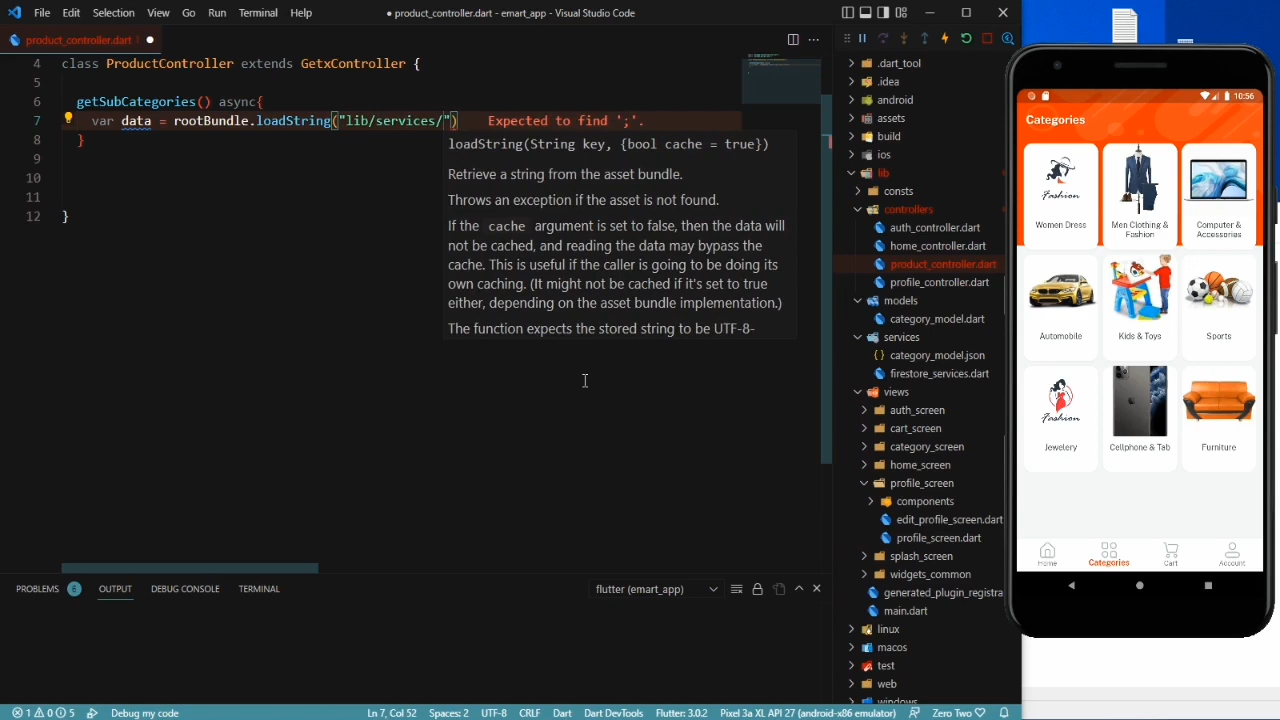 File Edit Selection View Go Run Terminal Help
● product_controller.dart - emart_app - Visual Studio Code
product_controller.dart
4 class ProductController extends GetxController {
5
6 getSubCategories() async{
7 var data = rootBundle.loadString("lib/services/") Expected to find ';'.
8 }
9
10
11
12 }
loadString(String key, {bool cache = true})
Retrieve a string from the asset bundle.
Throws an exception if the asset is not found.
If the cache argument is set to false, then the data will
not be cached, and reading the data may bypass the
cache. This is useful if the caller is going to be doing its
own caching. (It might not be cached if it's set to true
either, depending on the asset bundle implementation.)
The function expects the stored string to be UTF-8-
.dart_tool
.idea
android
assets
build
ios
lib
consts
controllers
auth_controller.dart
home_controller.dart
product_controller.dart
profile_controller.dart
models
category_model.dart
services
category_model.json
firestore_services.dart
views
auth_screen
cart_screen
category_screen
home_screen
profile_screen
components
edit_profile_screen.dart
profile_screen.dart
splash_screen
widgets_common
generated_plugin_registra
main.dart
linux
macos
test
web
windows
PROBLEMS 6 OUTPUT DEBUG CONSOLE TERMINAL
flutter (emart_app)
1 0 5 Debug my code
Ln 7, Col 52 Spaces: 2 UTF-8 CRLF Dart Dart DevTools Flutter: 3.0.2 Pixel 3a XL API 27 (android-x86 emulator) Zero Two
10:56
Categories
Fashion
Women Dress
Men Clothing &
Fashion
Computer &
Accessories
Automobile
Kids & Toys
Sports
Fashion
Jewelery
Cellphone & Tab
Furniture
Home
Categories
Cart
Account